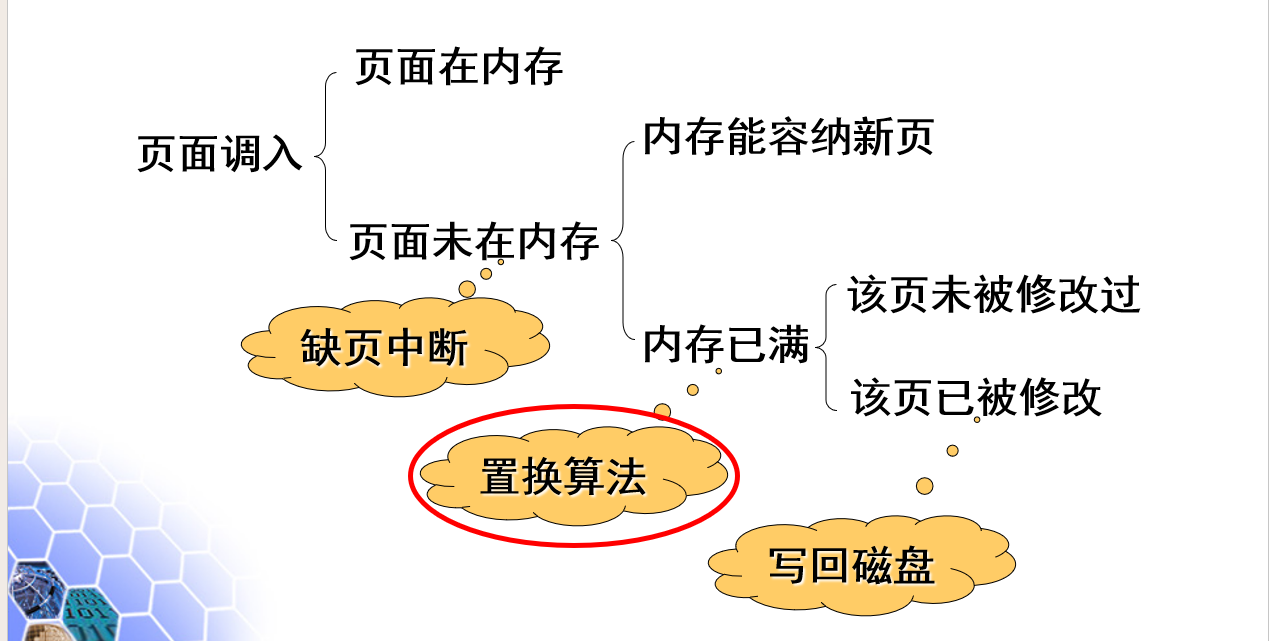 页面在内存
内存能容纳新页
页面调入
页面未在内存
该页未被修改过
缺页中断
内存已满
该页已被修改
置换算法
写回磁盘
101
101